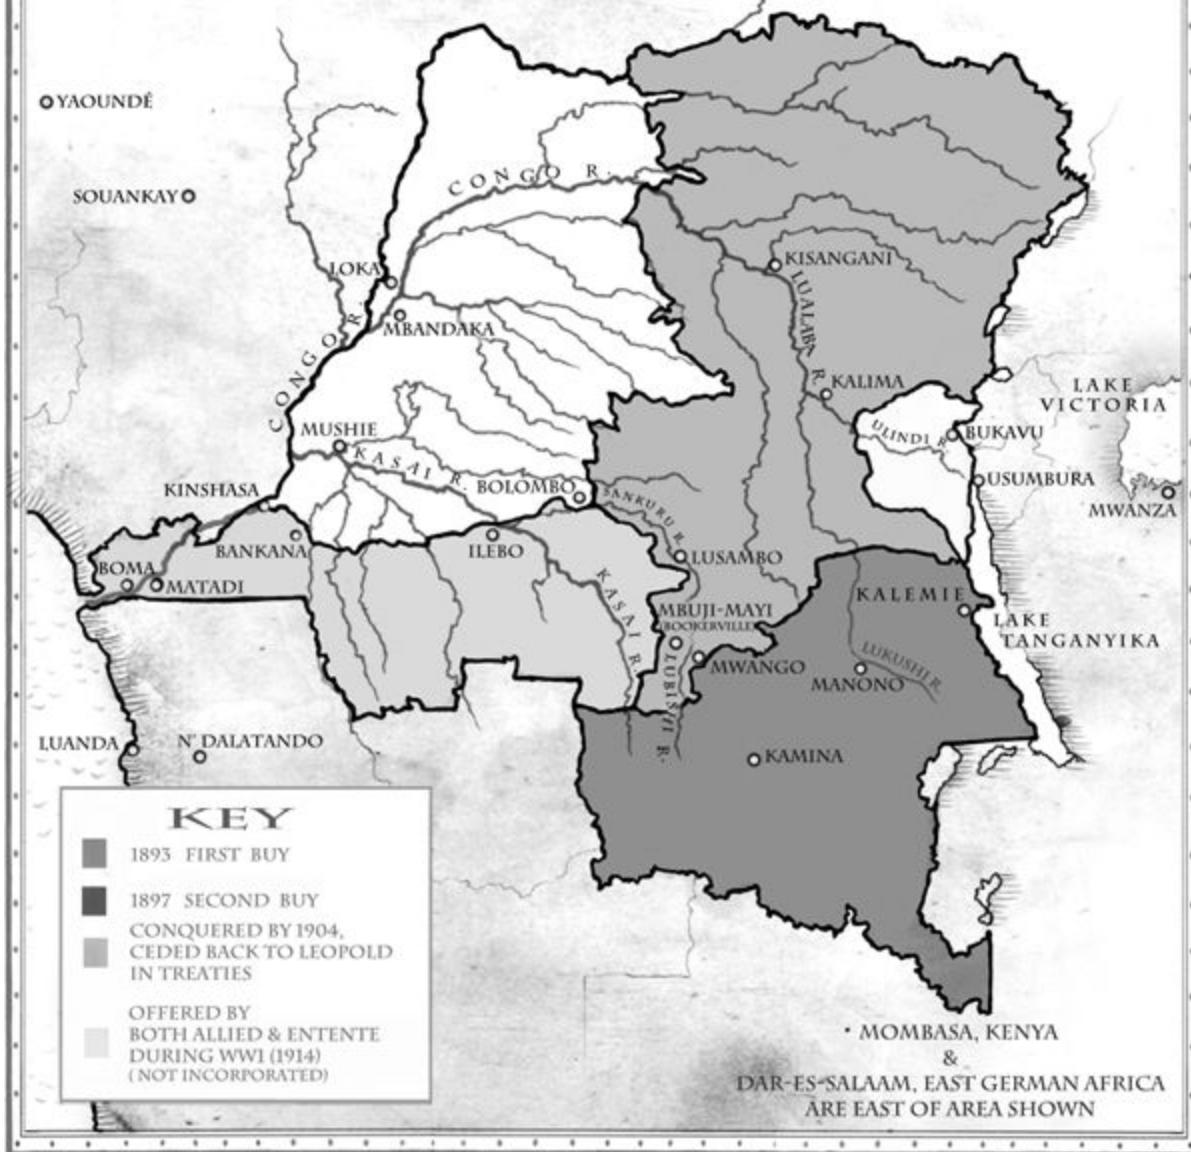 YAOUNDÉ
SOUANKAY
CONGO R.
LOKA
KISANGANI
LUALABA R.
MBANDAKA
CONGO R.
KALIMA
LAKE
VICTORIA
ULINDI R.
BUKAVU
MUSHIE
KASAI R.
BOLOMBO
SANKURU R.
USUMBURA
MWANZA
KINSHASA
BANKANA
ILEBO
LUSAMBO
BOMA
MATADI
KASAI R.
KALEMIE
MBUJI-MAYI
(BOOKERVILLE)
LAKE
TANGANYIKA
LUBISHI R.
MWANGO
LUKUSHI R.
MANONO
LUANDA
N' DALATANDO
KAMINA
KEY
1893 FIRST BUY
1897 SECOND BUY
CONQUERED BY 1904,
CEDED BACK TO LEOPOLD
IN TREATIES
OFFERED BY
BOTH ALLIED & ENTENTE
DURING WW1 (1914)
( NOT INCORPORATED)
• MOMBASA, KENYA
&
DAR-ES-SALAAM, EAST GERMAN AFRICA
ARE EAST OF AREA SHOWN